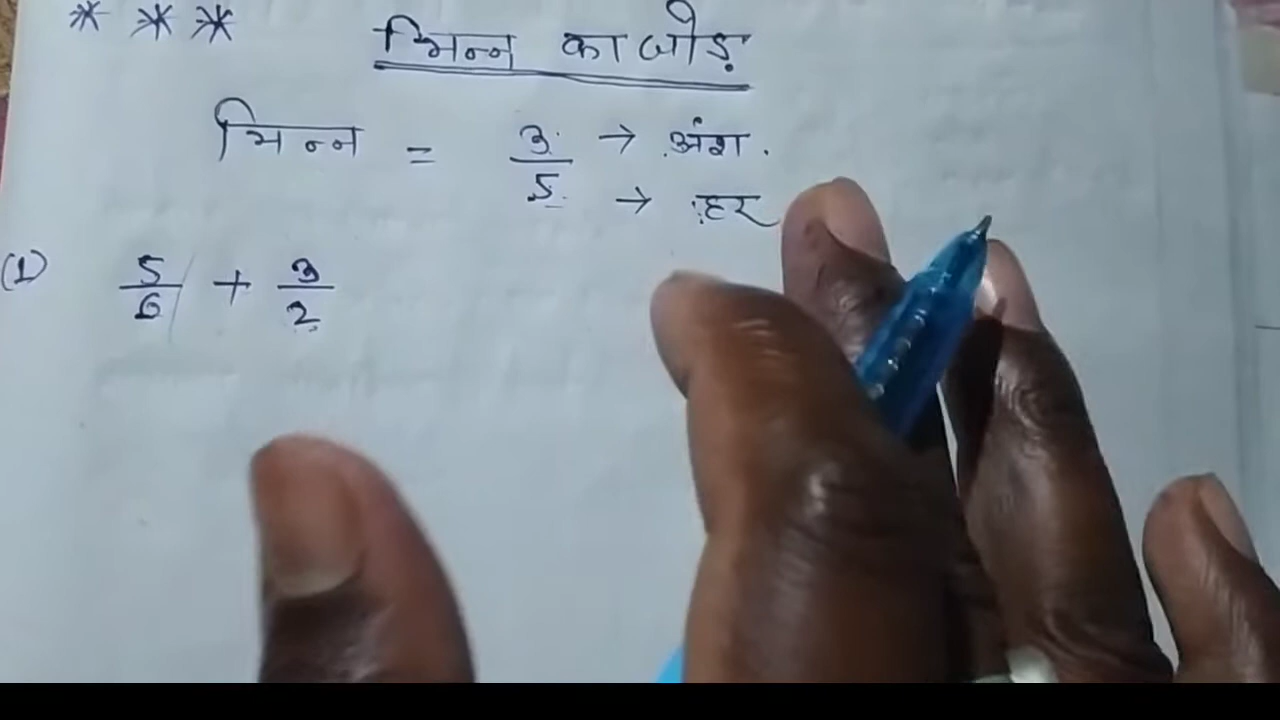 * * *
भिन्न का जोड़
भिन्न = 3/5 → अंश.
→ हर
(1) 5/6 + 3/2